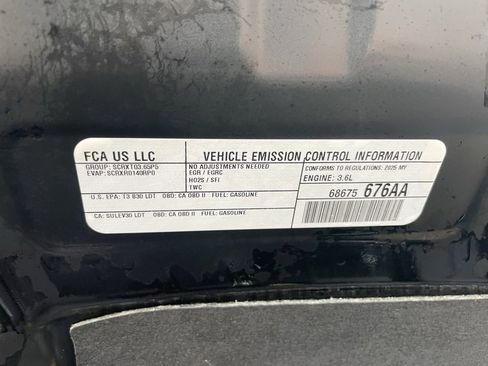 FCA US LLC
VEHICLE EMISSION CONTROL INFORMATION
GROUP: SCRXT03.65P5
EVAP: SCRXR0140RP0
NO ADJUSTMENTS NEEDED
EGR / EGRC
HO2S / SFI
TWC
CONFORMS TO REGULATIONS: 2025 MY
ENGINE: 3.6L
68675 676AA
U.S. EPA: T3 B30 LDT OBD: CA OBD II FUEL: GASOLINE
CA: SULEV30 LDT OBD: CA OBD II FUEL: GASOLINE